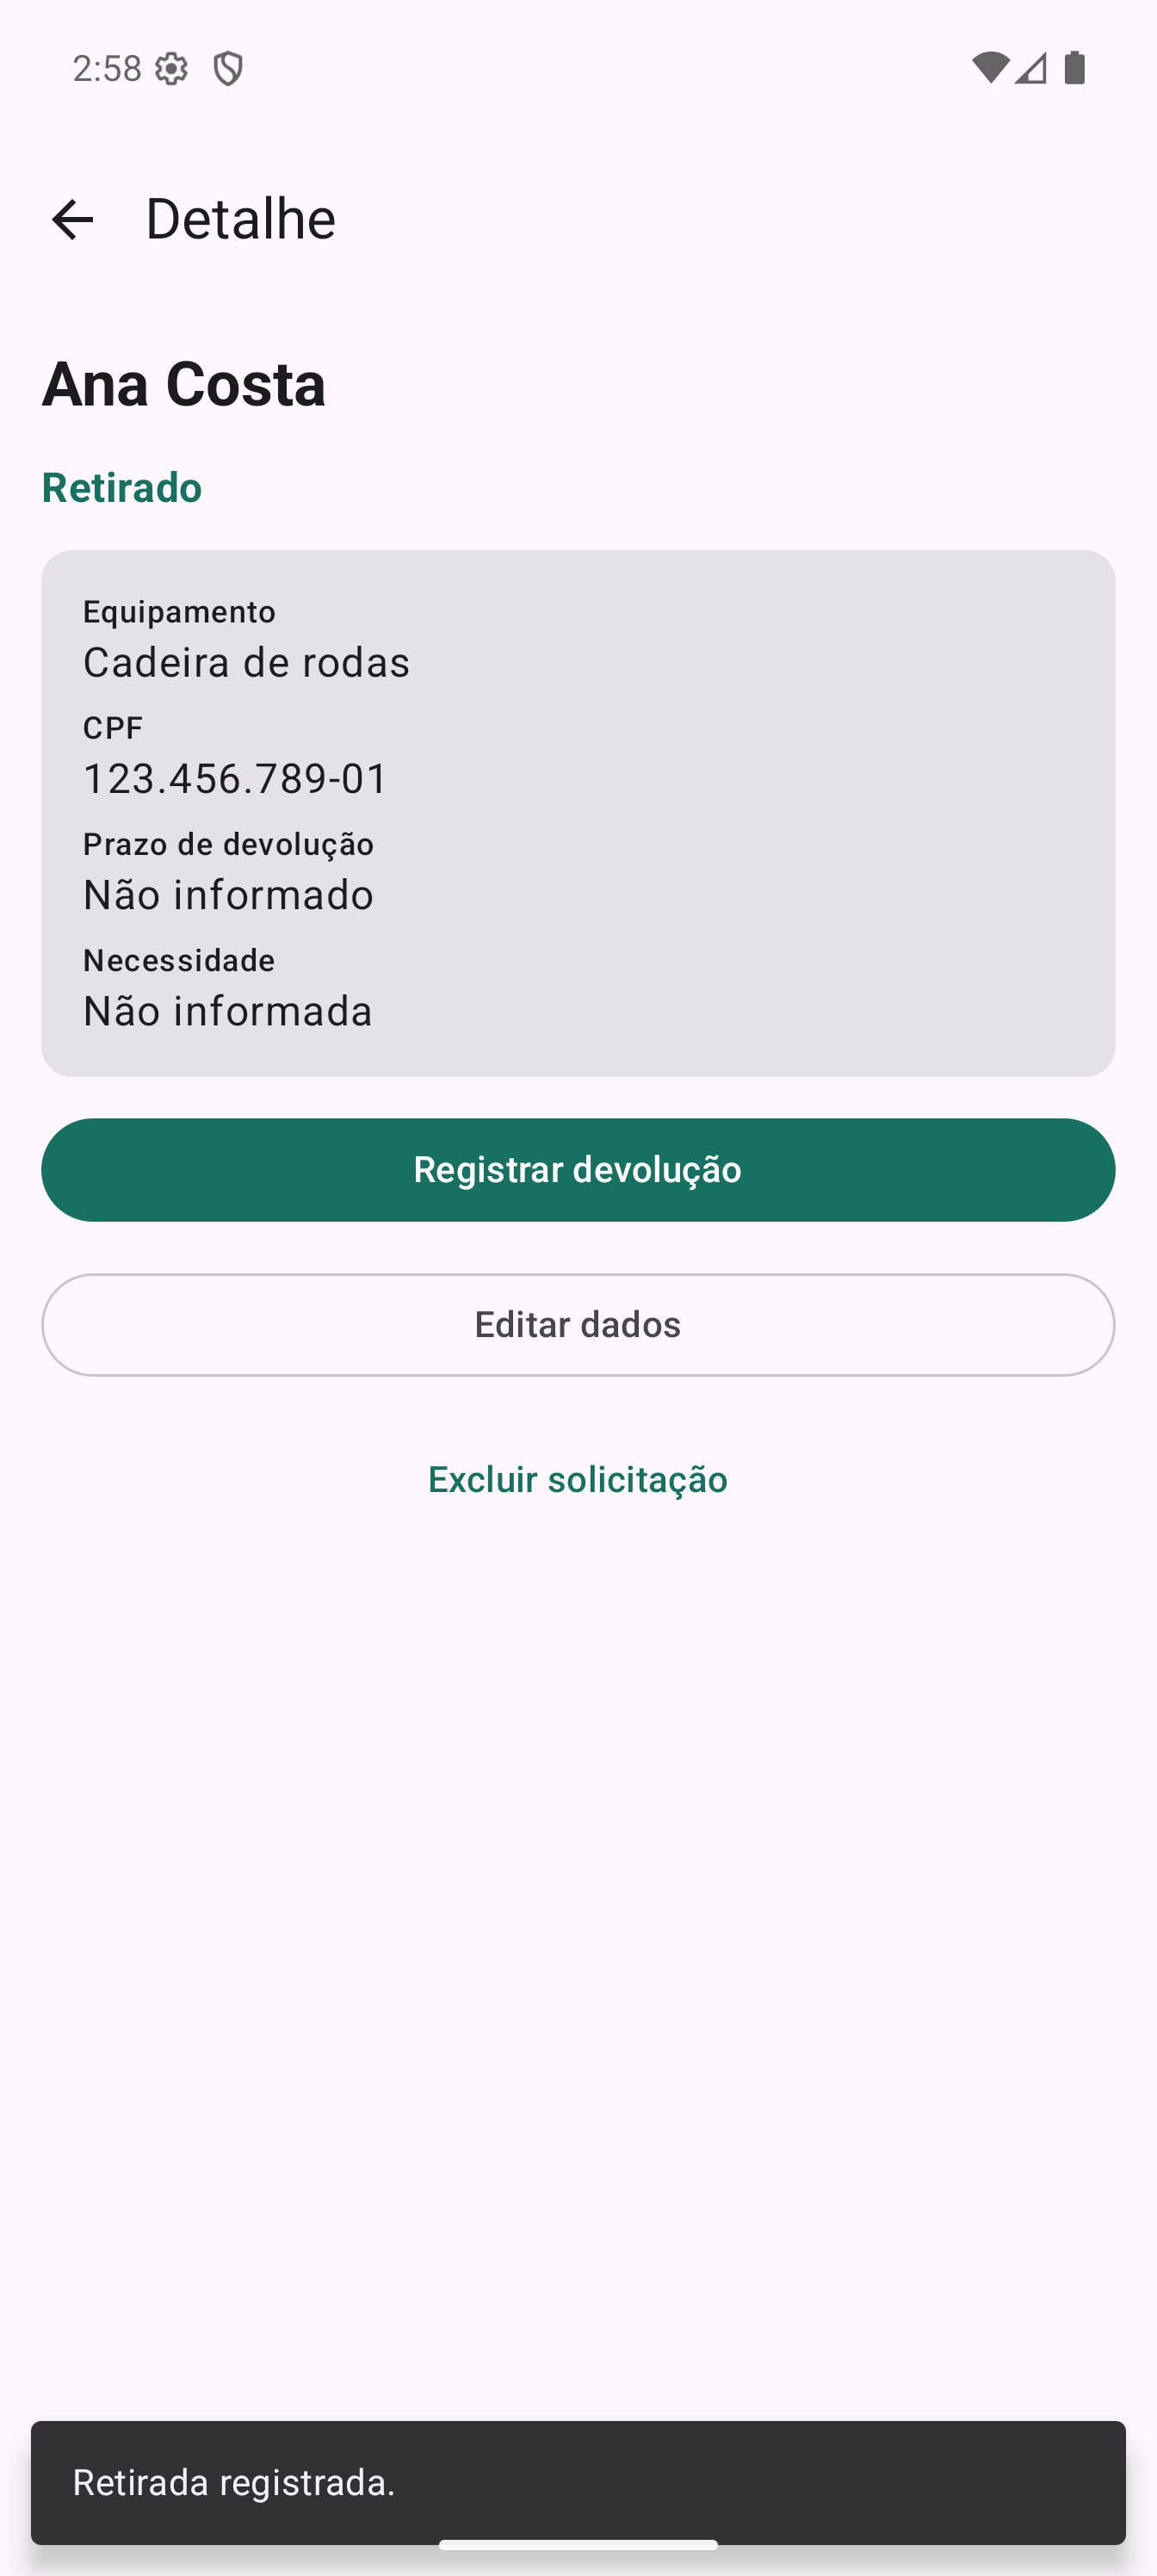 2:58
Detalhe
Ana Costa
Retirado
Equipamento
Cadeira de rodas
CPF
123.456.789-01
Prazo de devolução
Não informado
Necessidade
Não informada
Registrar devolução
Editar dados
Excluir solicitação
Retirada registrada.